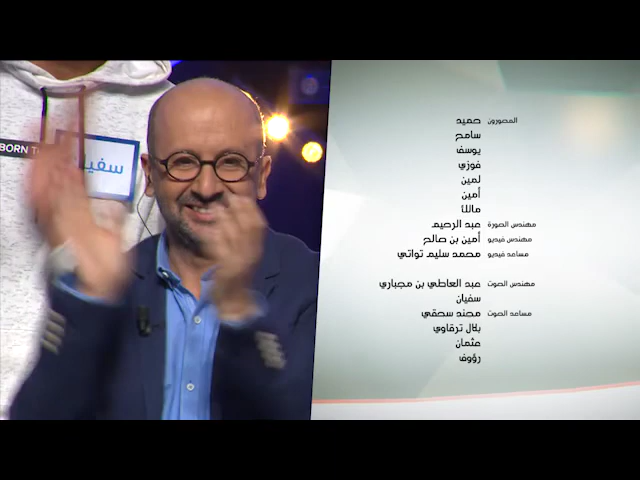 BORN T
سفي
المصورون حميد
سامح
يوسف
فوزي
لمين
أمين
مالك
مهندس الصورة عبد الرحيم
مهندس فيديو أمين بن صالح
مساعد فيديو محمد سليم تواتي
مهندس الصوت عبد العاطي بن مجباري
سفيان
مساعد الصوت محند سحقي
بلال ترقاوي
عثمان
رؤوف